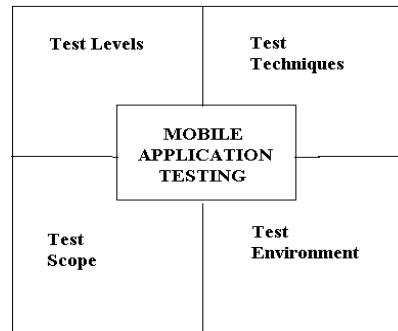 Test Levels
Test
Techniques
MOBILE
APPLICATION
TESTING
Test
Scope
Test
Environment